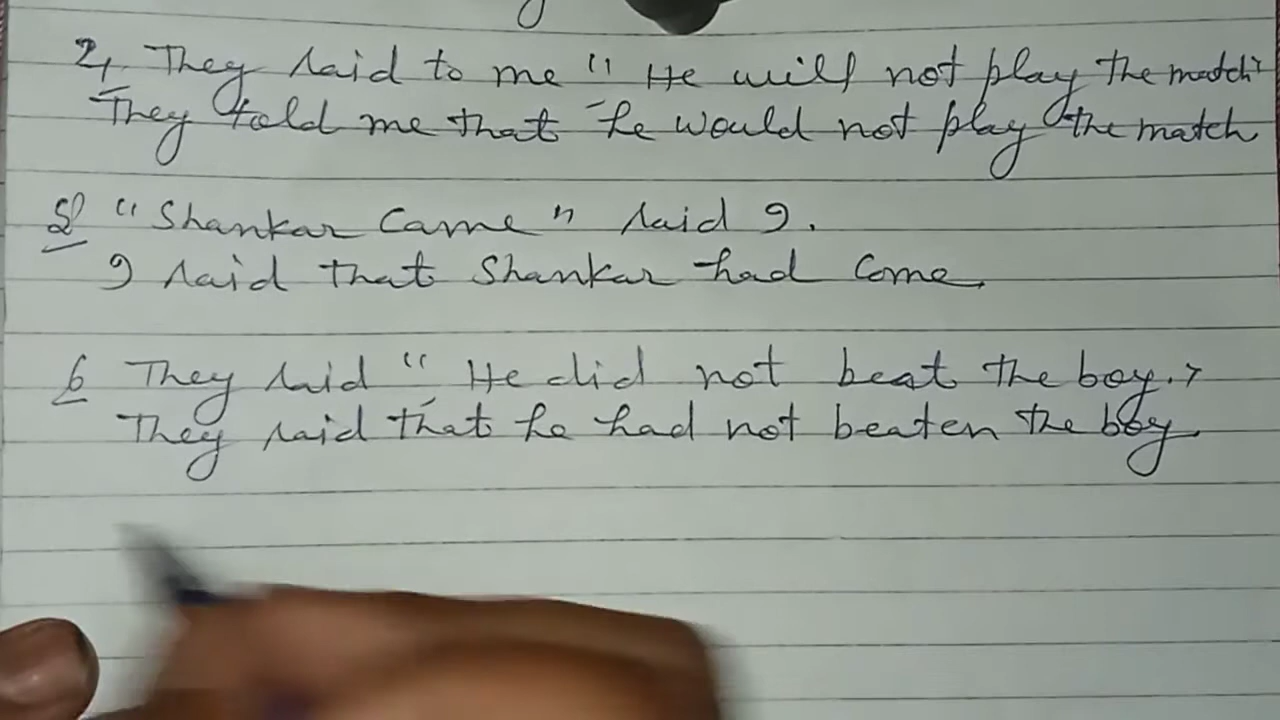 4, They said to me " He will not play the match"
They told me that he would not play the match
5 " Shankar Came " said I .
I said that Shankar had Come.
6 They said " He did not beat the boy."
They said that he had not beaten the boy.